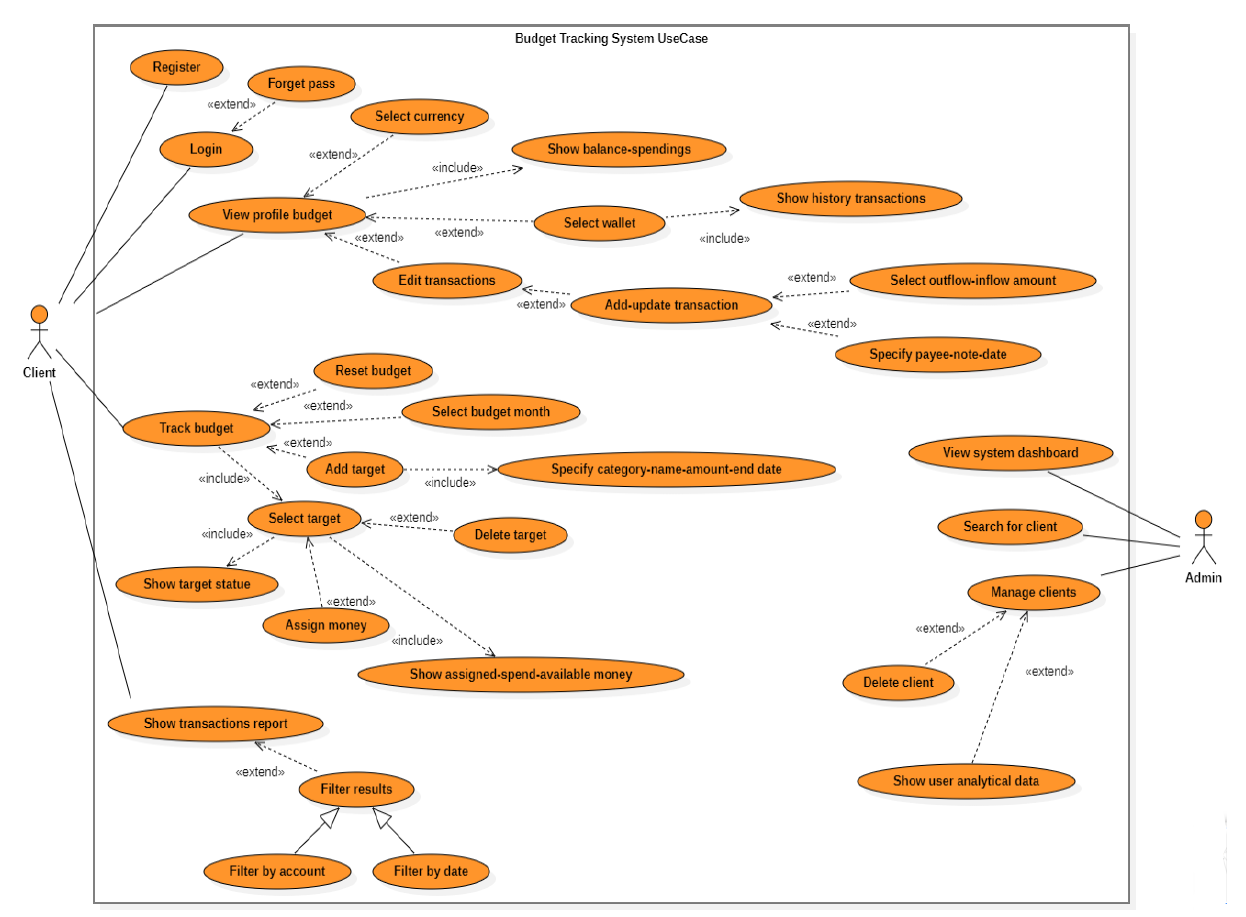 Budget Tracking System UseCase
Register
Forget pass
«extend»
Select currency
Login
«extend»
Show balance-spendings
«include»
View profile budget
Show history transactions
Select wallet
«extend»
«include»
«extend»
Edit transactions
«extend»
Select outflow-inflow amount
«extend»
Add-update transaction
«extend»
Specify payee-note-date
Client
Reset budget
«extend»
«extend»
Select budget month
Track budget
«extend»
Add target
Specify category-name-amount-end date
«include»
«include»
View system dashboard
Select target
«extend»
Delete target
Search for client
«include»
Admin
Show target statue
Manage clients
«extend»
Assign money
«extend»
«include»
Show assigned-spend-available money
«extend»
Delete client
Show transactions report
«extend»
Filter results
Show user analytical data
Filter by account
Filter by date